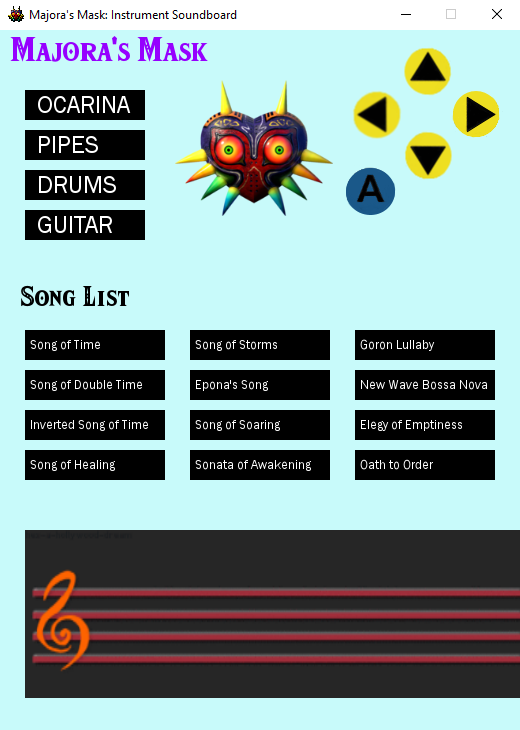 Majora's Mask: Instrument Soundboard
Majora's Mask
OCARINA
PIPES
DRUMS
GUITAR
A
Song List
Song of Time
Song of Storms
Goron Lullaby
Song of Double Time
Epona's Song
New Wave Bossa Nova
Inverted Song of Time
Song of Soaring
Elegy of Emptiness
Song of Healing
Sonata of Awakening
Oath to Order